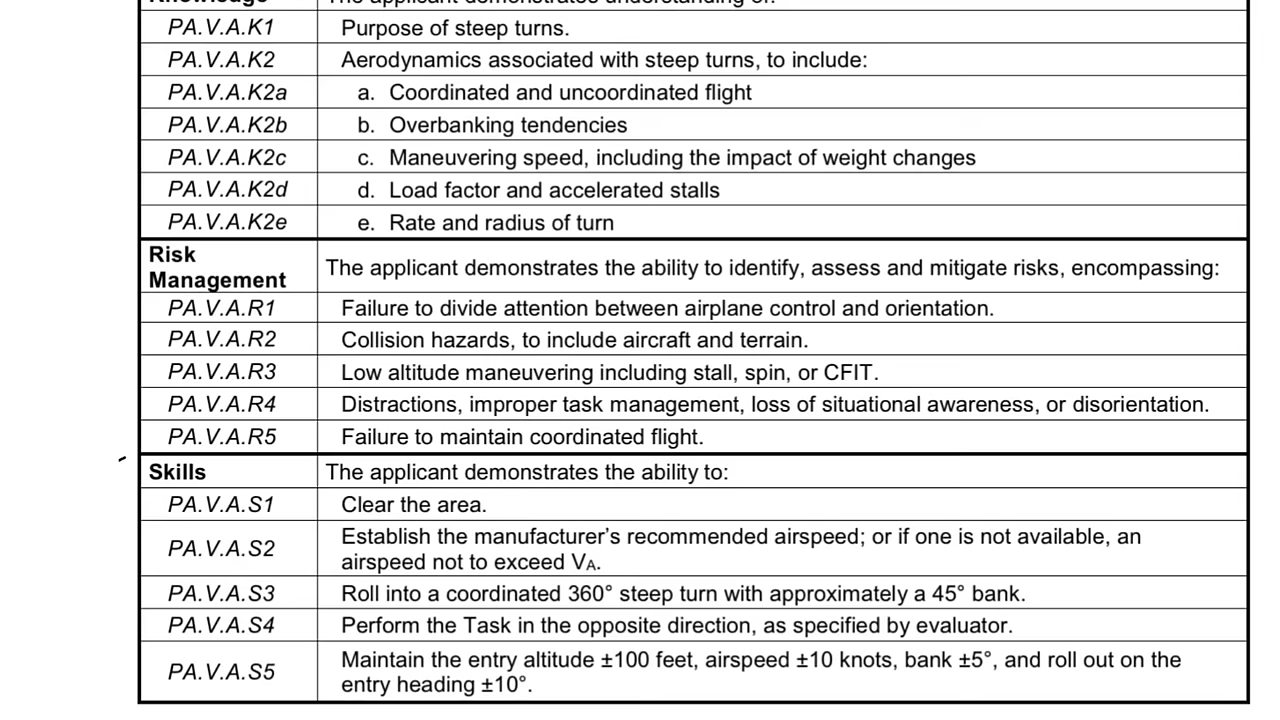 Knowledge The applicant demonstrates understanding of:
PA.V.A.K1 Purpose of steep turns.
PA.V.A.K2 Aerodynamics associated with steep turns, to include:
PA.V.A.K2a a. Coordinated and uncoordinated flight
PA.V.A.K2b b. Overbanking tendencies
PA.V.A.K2c c. Maneuvering speed, including the impact of weight changes
PA.V.A.K2d d. Load factor and accelerated stalls
PA.V.A.K2e e. Rate and radius of turn
Risk
Management The applicant demonstrates the ability to identify, assess and mitigate risks, encompassing:
PA.V.A.R1 Failure to divide attention between airplane control and orientation.
PA.V.A.R2 Collision hazards, to include aircraft and terrain.
PA.V.A.R3 Low altitude maneuvering including stall, spin, or CFIT.
PA.V.A.R4 Distractions, improper task management, loss of situational awareness, or disorientation.
PA.V.A.R5 Failure to maintain coordinated flight.
Skills The applicant demonstrates the ability to:
PA.V.A.S1 Clear the area.
PA.V.A.S2 Establish the manufacturer's recommended airspeed; or if one is not available, an
airspeed not to exceed VA.
PA.V.A.S3 Roll into a coordinated 360° steep turn with approximately a 45° bank.
PA.V.A.S4 Perform the Task in the opposite direction, as specified by evaluator.
PA.V.A.S5 Maintain the entry altitude ±100 feet, airspeed ±10 knots, bank ±5°, and roll out on the
entry heading ±10°.